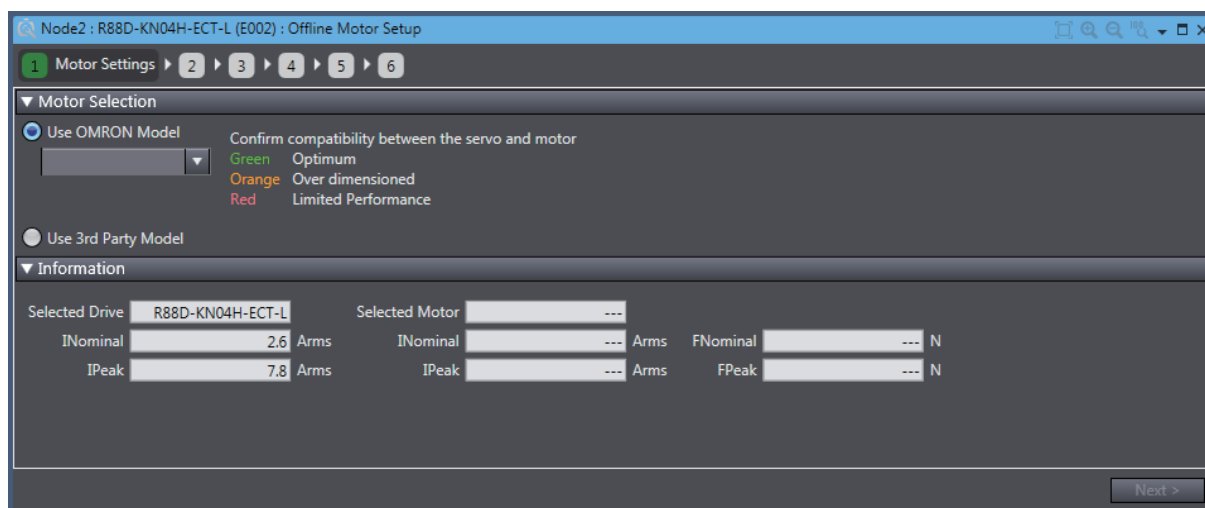 Node2 : R88D-KN04H-ECT-L (E002) : Offline Motor Setup
1 Motor Settings 2 3 4 5 6
Motor Selection
Use OMRON Model
Confirm compatibility between the servo and motor
Green Optimum
Orange Over dimensioned
Red Limited Performance
Use 3rd Party Model
Information
Selected Drive R88D-KN04H-ECT-L Selected Motor ---
INominal 2.6 Arms INominal --- Arms FNominal --- N
IPeak 7.8 Arms IPeak --- Arms FPeak --- N
Next >